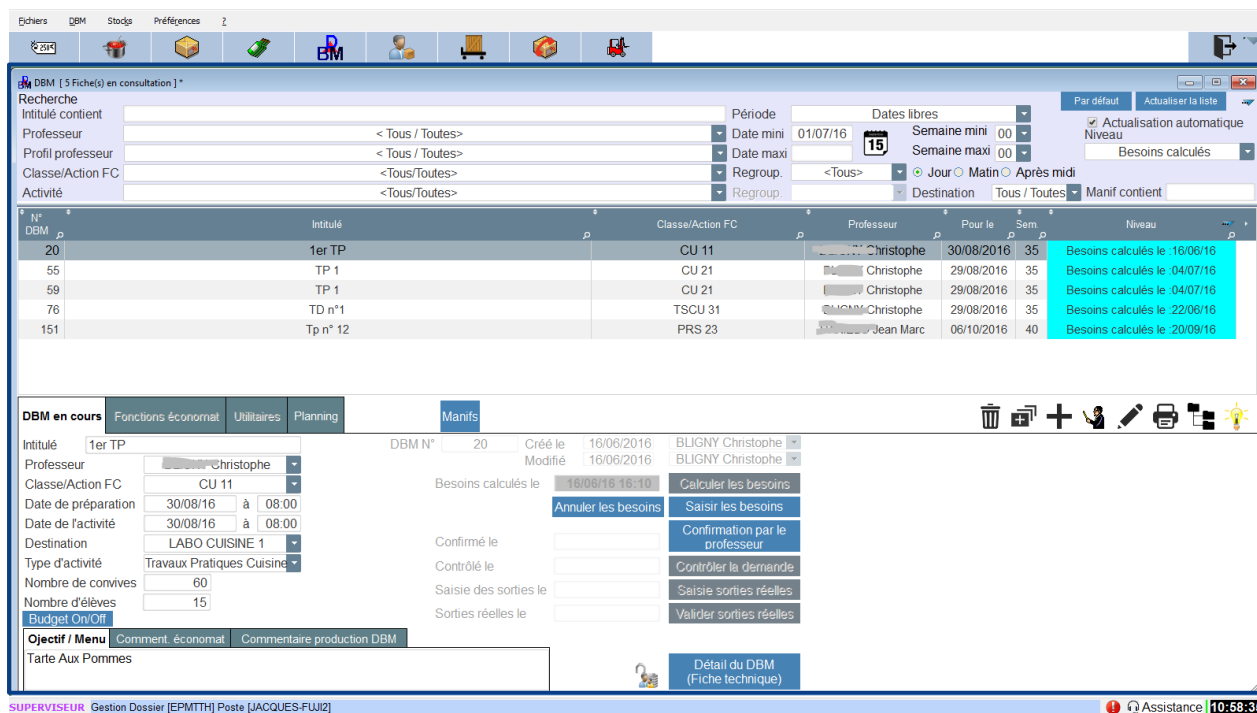 Fichiers DBM Stocks Préférences ?
DBM [ 5 Fiche(s) en consultation ] *
Recherche
Par défaut Actualiser la liste
Intitulé contient Période Dates libres
Actualisation automatique
Professeur < Tous / Toutes> Date mini 01/07/16 15 Semaine mini 00 Niveau
Profil professeur < Tous / Toutes> Date maxi Semaine maxi 00 Besoins calculés
Classe/Action FC <Tous/Toutes> Regroup. <Tous> Jour Matin Après midi
Activité <Tous/Toutes> Regroup. Destination Tous / Toutes Manif contient
N° DBM Intitulé Classe/Action FC Professeur Pour le Sem. Niveau
20 1er TP CU 11 Christophe 30/08/2016 35 Besoins calculés le :16/06/16
55 TP 1 CU 21 Christophe 29/08/2016 35 Besoins calculés le :04/07/16
59 TP 1 CU 21 Christophe 29/08/2016 35 Besoins calculés le :04/07/16
76 TD n°1 TSCU 31 Christophe 29/08/2016 35 Besoins calculés le :22/06/16
151 Tp n° 12 PRS 23 Jean Marc 06/10/2016 40 Besoins calculés le :20/09/16
DBM en cours Fonctions économat Utilitaires Planning Manifs
Intitulé 1er TP DBM N° 20 Créé le 16/06/2016 BLIGNY Christophe
Professeur Christophe Modifié 16/06/2016 BLIGNY Christophe
Classe/Action FC CU 11 Besoins calculés le 16/06/16 16:10 Calculer les besoins
Date de préparation 30/08/16 à 08:00 Annuler les besoins Saisir les besoins
Date de l'activité 30/08/16 à 08:00
Destination LABO CUISINE 1 Confirmé le Confirmation par le professeur
Type d'activité Travaux Pratiques Cuisine Contrôlé le Contrôler la demande
Nombre de convives 60 Saisie des sorties le Saisie sorties réelles
Nombre d'élèves 15 Sorties réelles le Valider sorties réelles
Budget On/Off
Ojectif / Menu Comment. économat Commentaire production DBM
Tarte Aux Pommes
Détail du DBM
(Fiche technique)
SUPERVISEUR Gestion Dossier [EPMTTH] Poste [JACQUES-FUJI2] Assistance 10:58:3